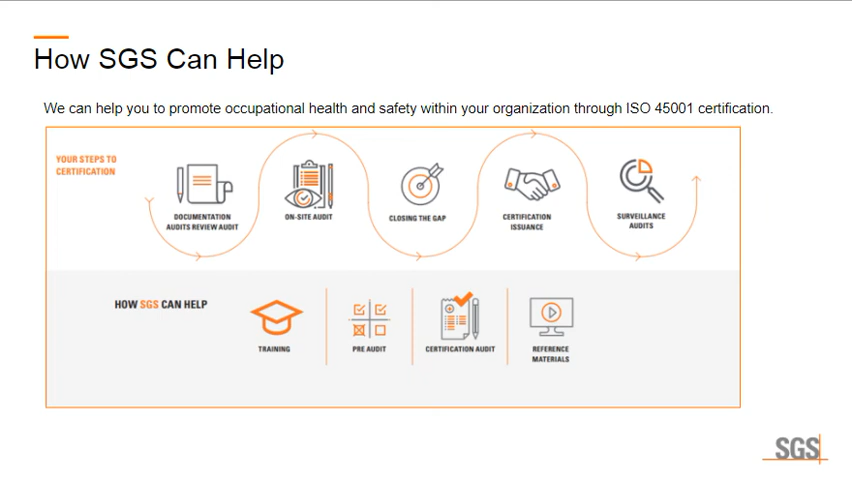 How SGS Can Help
We can help you to promote occupational health and safety within your organization through ISO 45001 certification.
YOUR STEPS TO
CERTIFICATION
DOCUMENTATION
AUDITS REVIEW AUDIT
ON-SITE AUDIT
CLOSING THE GAP
CERTIFICATION
ISSUANCE
SURVEILLANCE
AUDITS
HOW SGS CAN HELP
TRAINING
PRE AUDIT
CERTIFICATION AUDIT
REFERENCE
MATERIALS
SGS